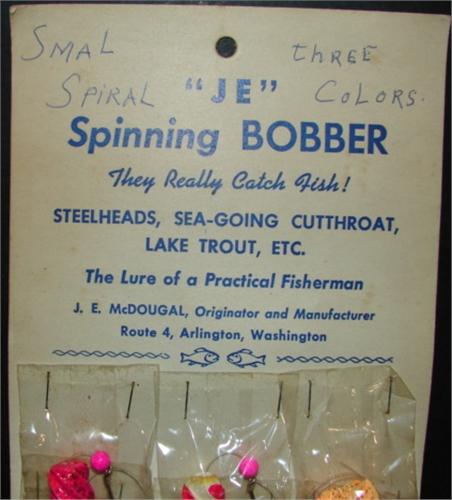 SMAL THREE
SPIRAL "JE" COLORS.
Spinning BOBBER
They Really Catch Fish!
STEELHEADS, SEA-GOING CUTTHROAT,
LAKE TROUT, ETC.
The Lure of a Practical Fisherman
J. E. McDOUGAL, Originator and Manufacturer
Route 4, Arlington, Washington